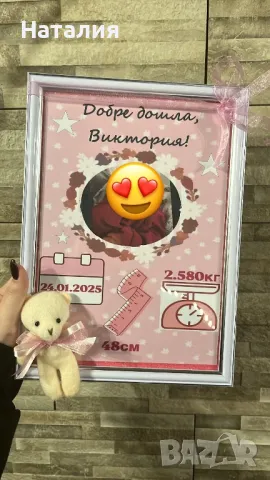 Наталия
Добре дошла,
Виктория!
2.580кг
24.01.2025
48см
BAZAR